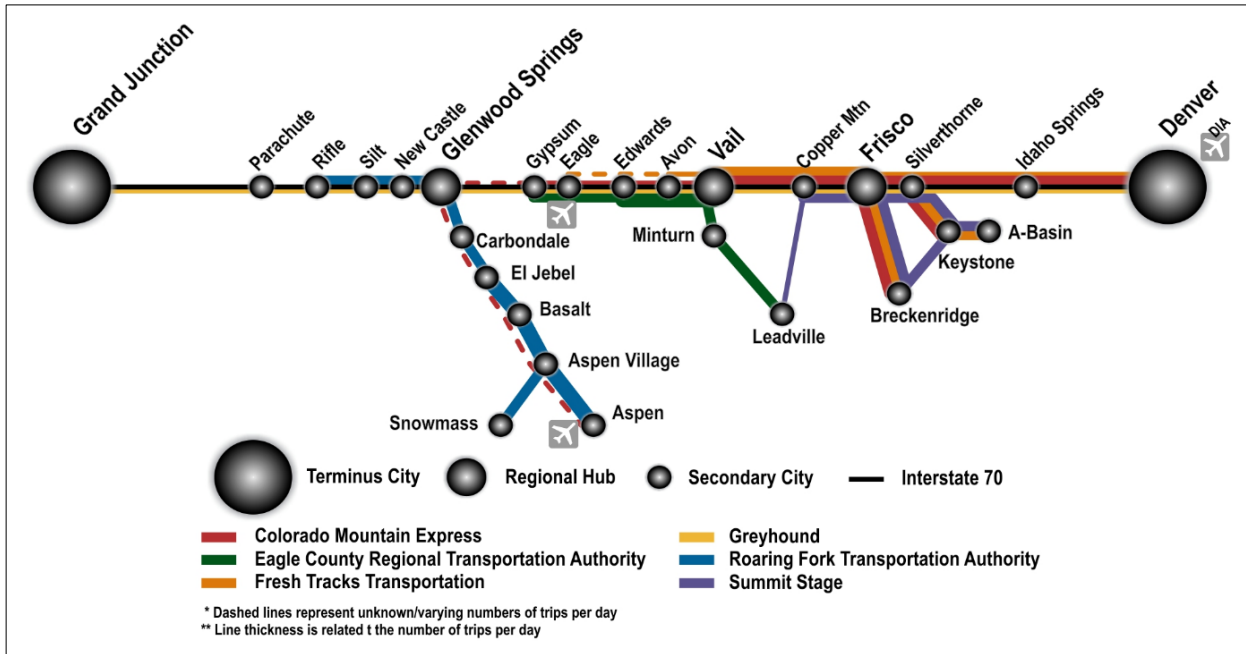 Grand Junction
Parachute
Rifle
Silt
New Castle
Glenwood Springs
Gypsum
Eagle
Edwards
Avon
Vail
Copper Mtn
Frisco
Silverthorne
Idaho Springs
Denver
DIA
Carbondale
El Jebel
Basalt
Aspen Village
Snowmass
Aspen
Minturn
Leadville
Breckenridge
Keystone
A-Basin
Terminus City
Regional Hub
Secondary City
Interstate 70
Colorado Mountain Express
Eagle County Regional Transportation Authority
Fresh Tracks Transportation
Greyhound
Roaring Fork Transportation Authority
Summit Stage
* Dashed lines represent unknown/varying numbers of trips per day
** Line thickness is related t the number of trips per day